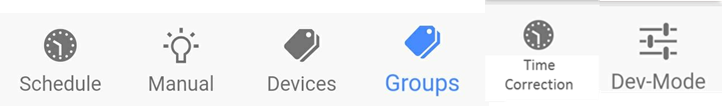 Schedule
Manual
Devices
Groups
Time
Correction
Dev-Mode